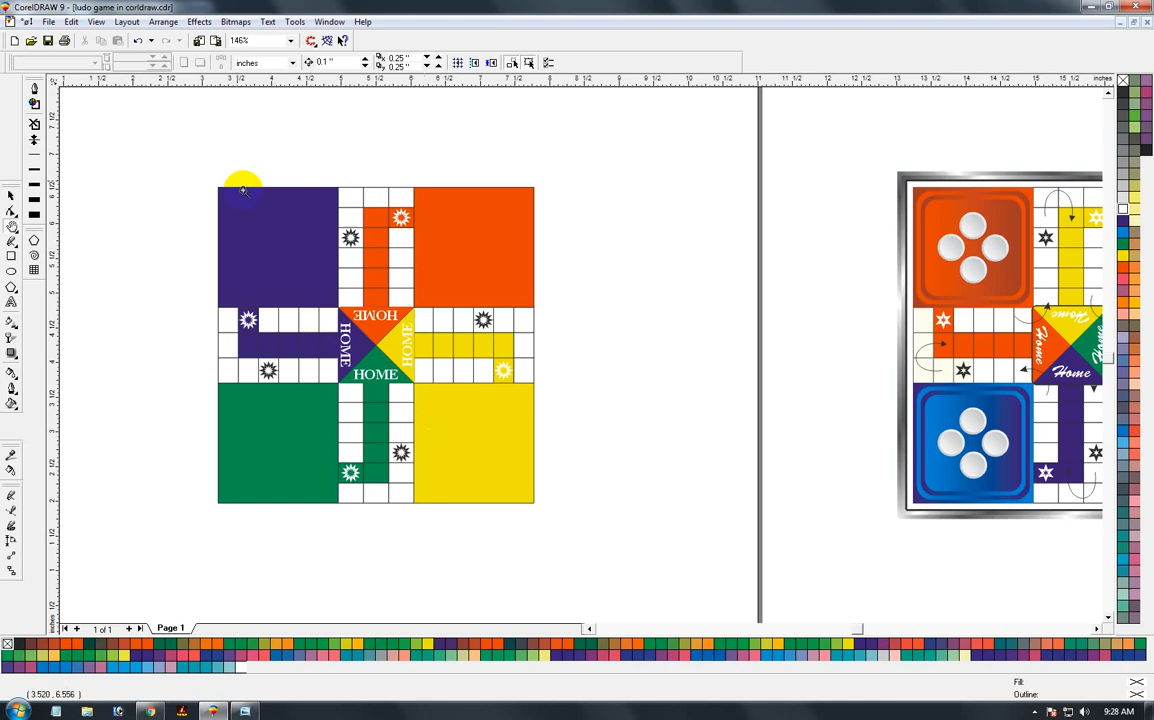 CorelDRAW 9 - [ludo game in corldraw.cdr]
File Edit View Layout Arrange Effects Bitmaps Text Tools Window Help
146%
inches 0.1 " 0.25 "
0.25 "
inches
HOME
HOME
HOME
HOME
Home
Home
Home
Home
1 of 1 Page 1
( 3.520 , 6.556 )
Fill:
Outline:
9:28 AM